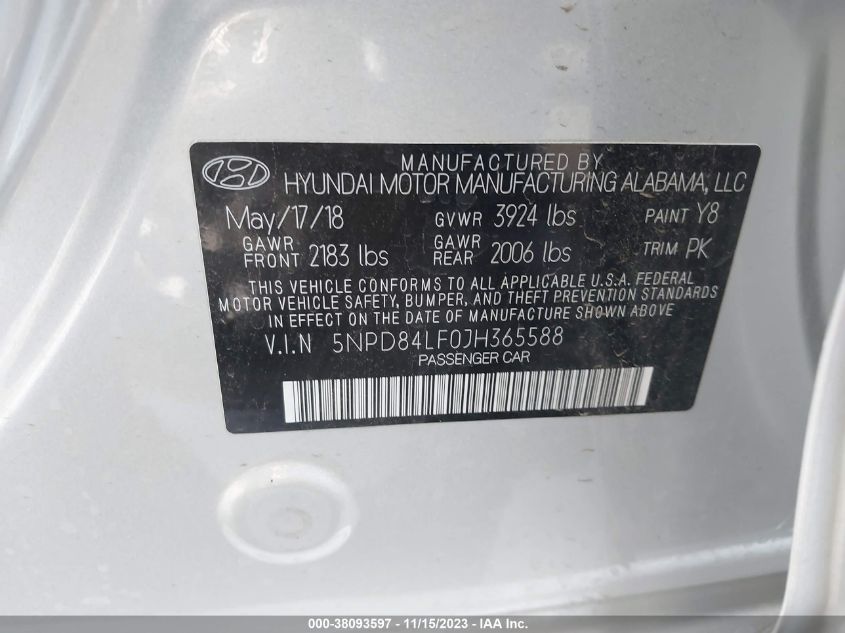 MANUFACTURED BY
HYUNDAI MOTOR MANUFACTURING ALABAMA, LLC
May/17/18 GVWR 3924 lbs PAINT Y8
GAWR FRONT 2183 lbs GAWR REAR 2006 lbs TRIM PK
THIS VEHICLE CONFORMS TO ALL APPLICABLE U.S.A. FEDERAL
MOTOR VEHICLE SAFETY, BUMPER, AND THEFT PREVENTION STANDARDS
IN EFFECT ON THE DATE OF MANUFACTURE SHOWN ABOVE.
V.I.N 5NPD84LF0JH365588
PASSENGER CAR
000-38093597 - 11/15/2023 - IAA Inc.